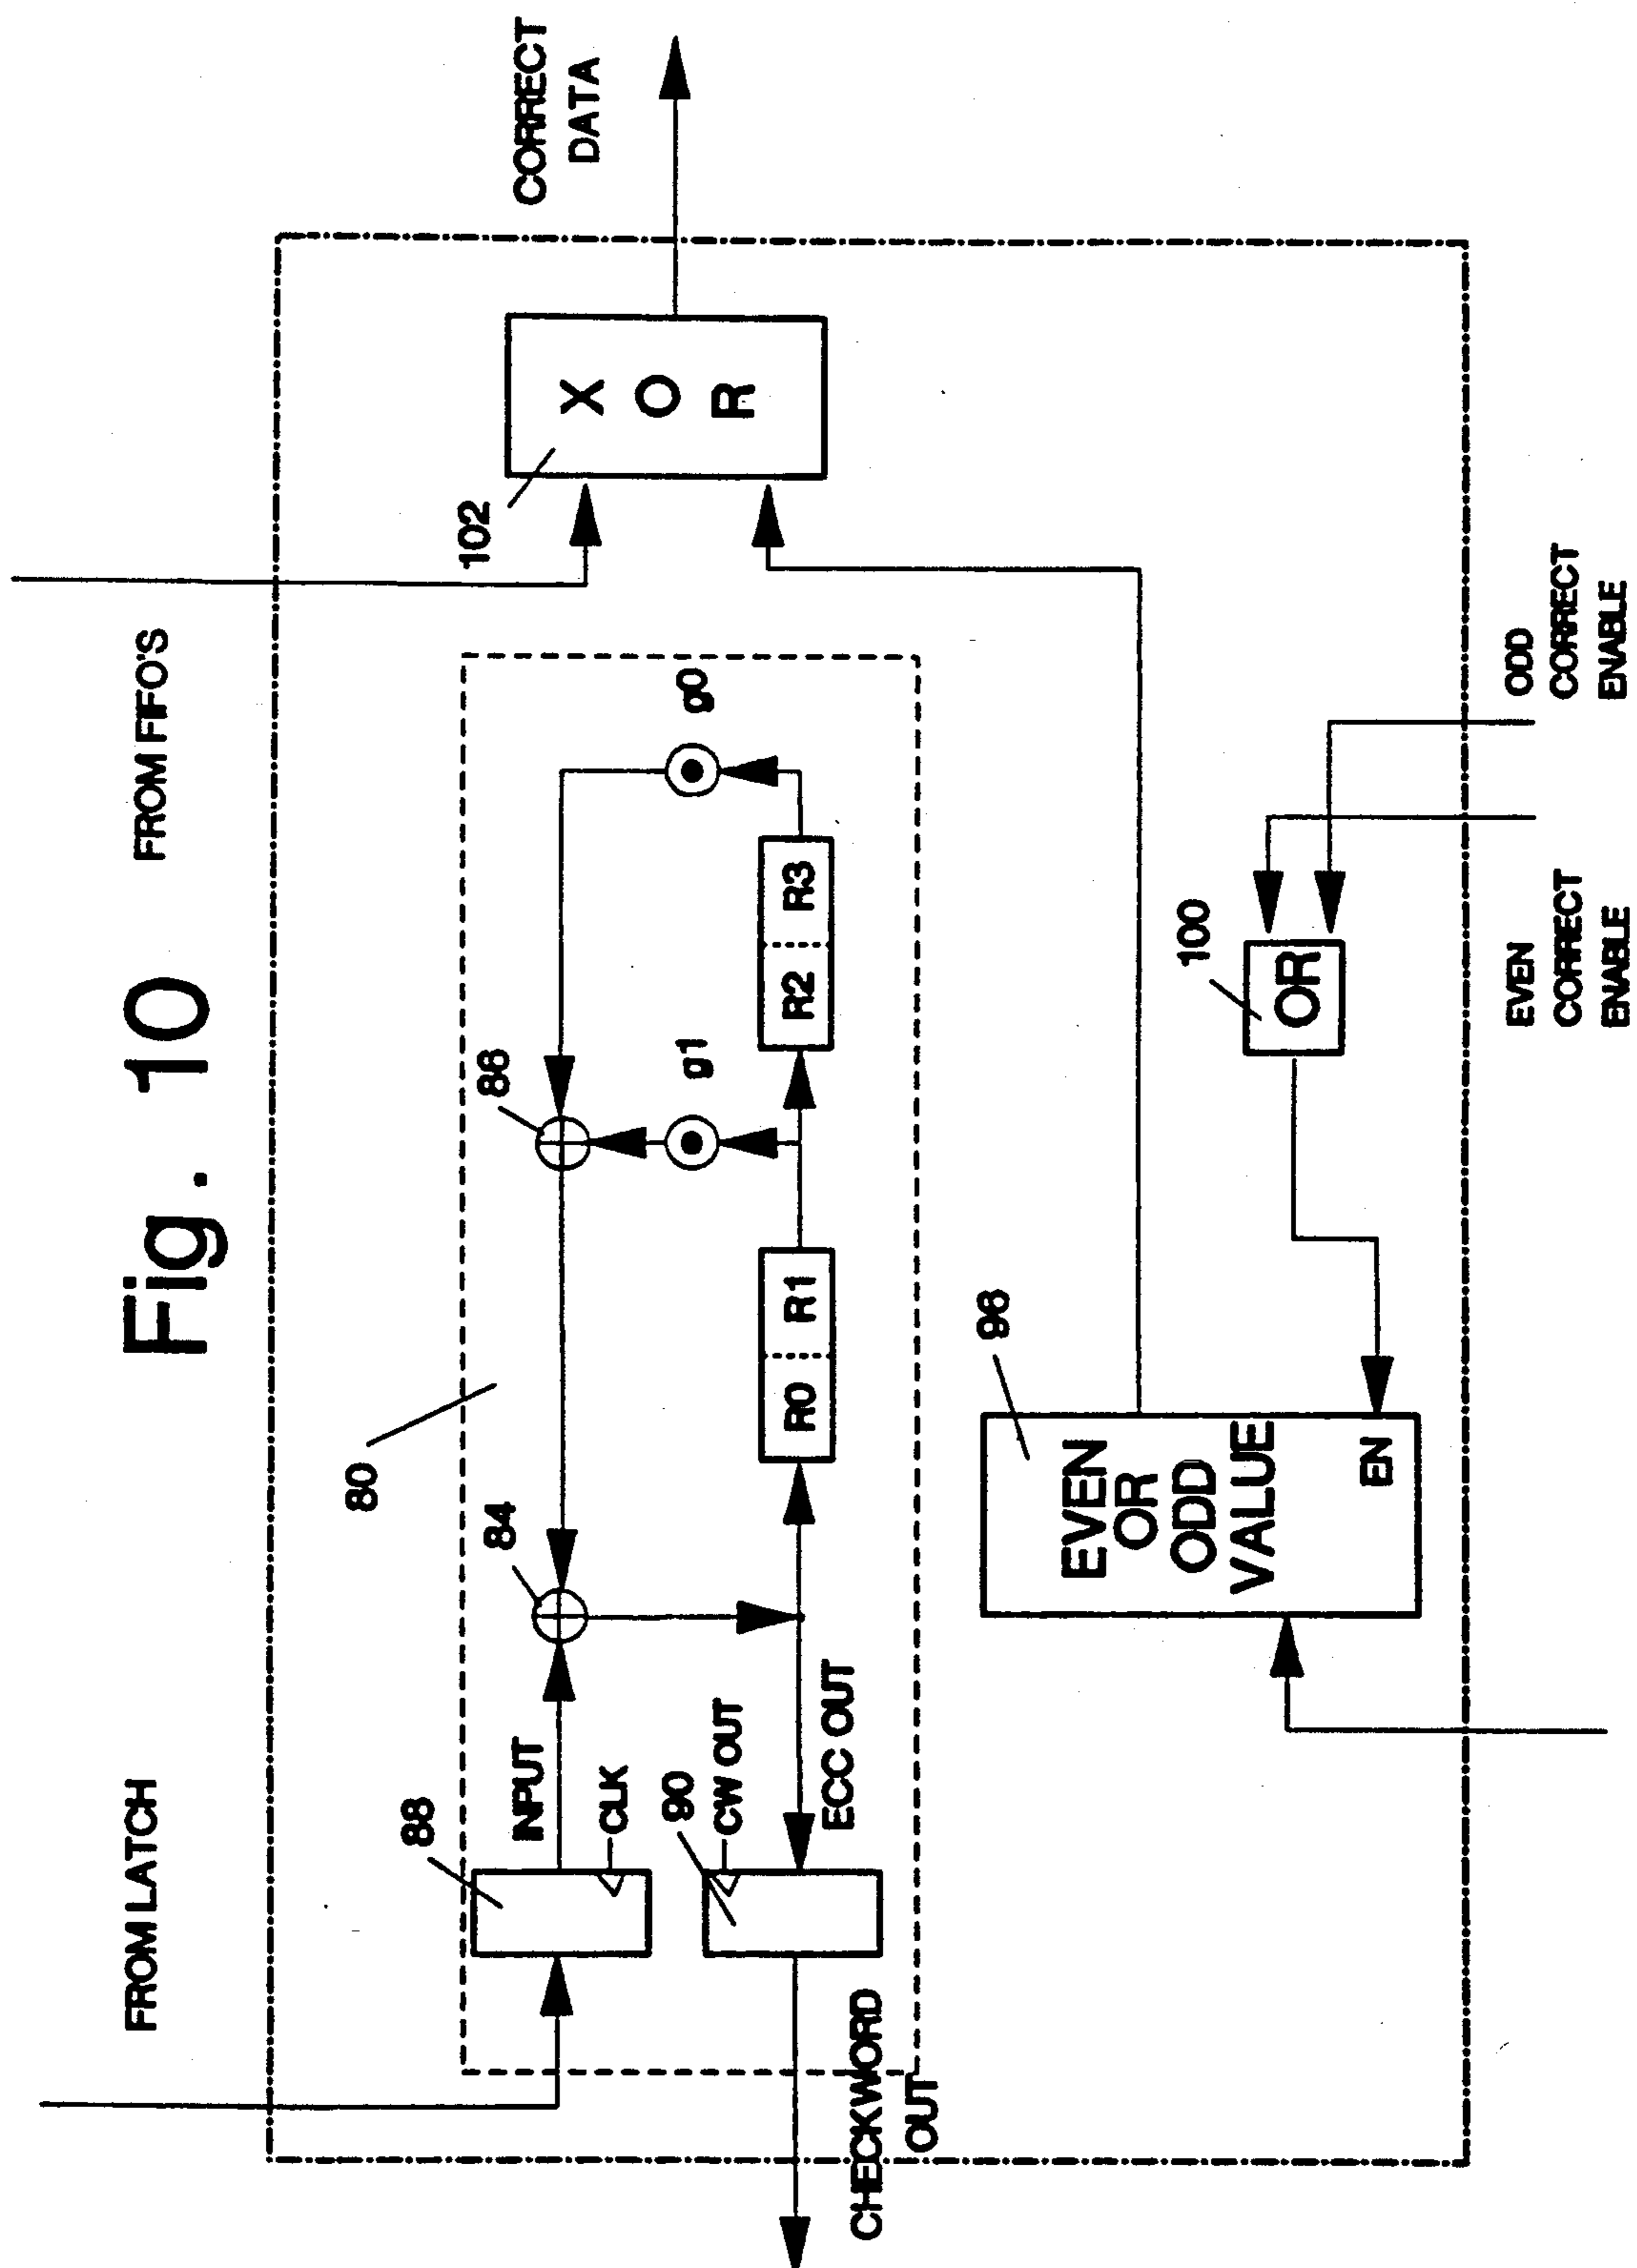 Fig. 10
FROM LATCH
FROM FIFO'S
80
88
INPUT
CLK
84
86
g1
g0
90
CW OUT
ECC OUT
R0
R1
R2
R3
CHECKWORD
OUT
102
X
O
R
CORRECT
DATA
98
EVEN
OR
ODD
VALUE
EN
100
OR
EVEN
CORRECT
ENABLE
ODD
CORRECT
ENABLE